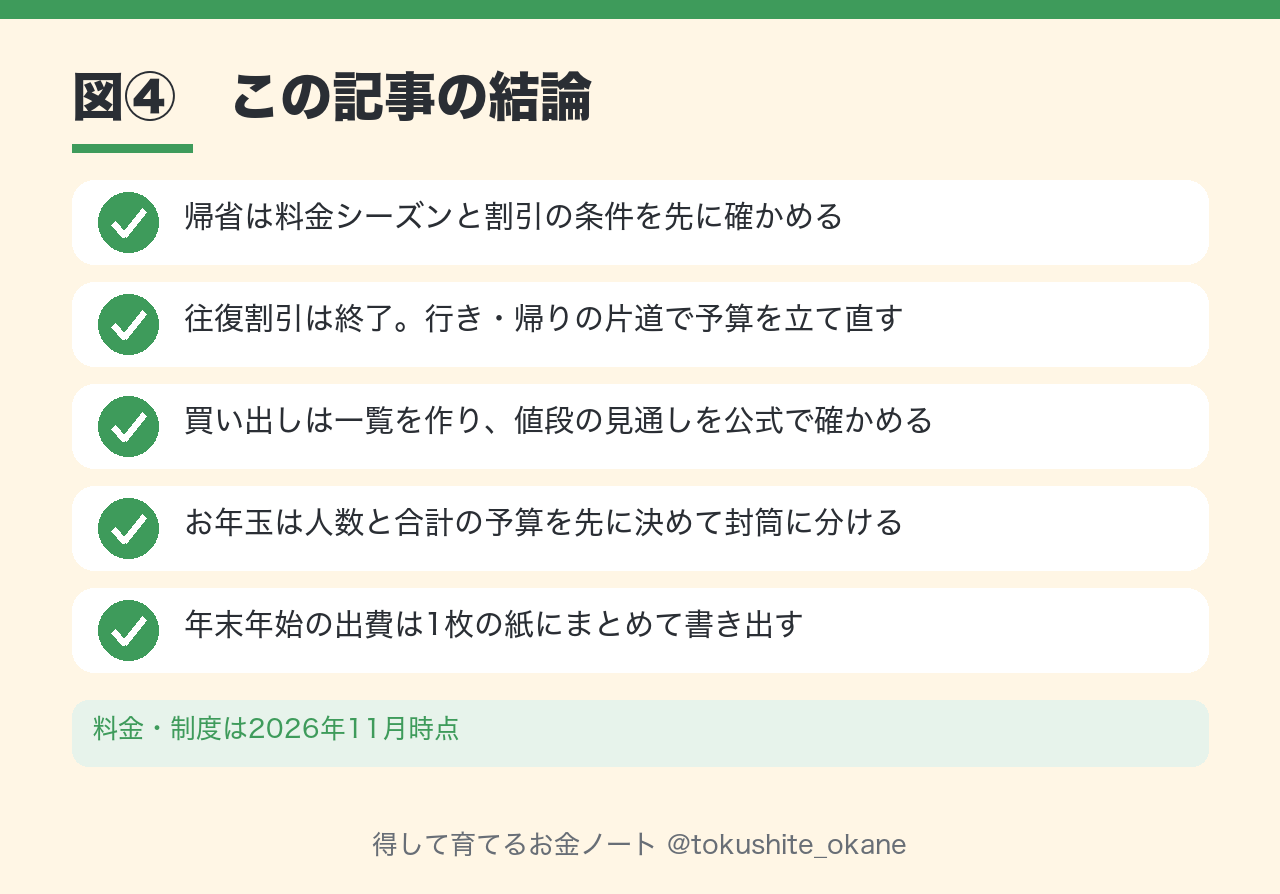 図④　この記事の結論
帰省は料金シーズンと割引の条件を先に確かめる
往復割引は終了。行き・帰りの片道で予算を立て直す
買い出しは一覧を作り、値段の見通しを公式で確かめる
お年玉は人数と合計の予算を先に決めて封筒に分ける
年末年始の出費は1枚の紙にまとめて書き出す
料金・制度は2026年11月時点
得して育てるお金ノート @tokushite_okane